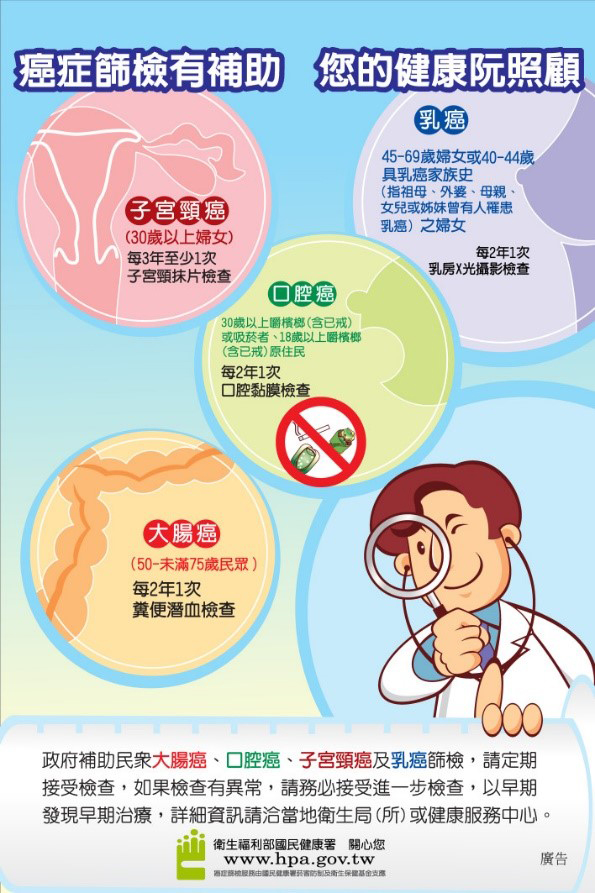 癌症篩檢有補助 您的健康阮照顧
乳癌
45-69歲婦女或40-44歲
具乳癌家族史
(指祖母、外婆、母親、
女兒或姊妹曾有人罹患
乳癌) 之婦女
每2年1次
乳房X光攝影檢查
子宮頸癌
(30歲以上婦女)
每3年至少1次
子宮頸抹片檢查
口腔癌
30歲以上嚼檳榔(含已戒)
或吸菸者、18歲以上嚼檳榔
(含已戒)原住民
每2年1次
口腔黏膜檢查
大腸癌
(50-未滿75歲民眾)
每2年1次
糞便潛血檢查
政府補助民眾大腸癌、口腔癌、子宮頸癌及乳癌篩檢，請定期
接受檢查，如果檢查有異常，請務必接受進一步檢查，以早期
發現早期治療，詳細資訊請洽當地衛生局(所)或健康服務中心。
衛生福利部國民健康署 關心您
www.hpa.gov.tw
癌症篩檢服務由國民健康署菸害防制及衛生保健基金支應
廣告